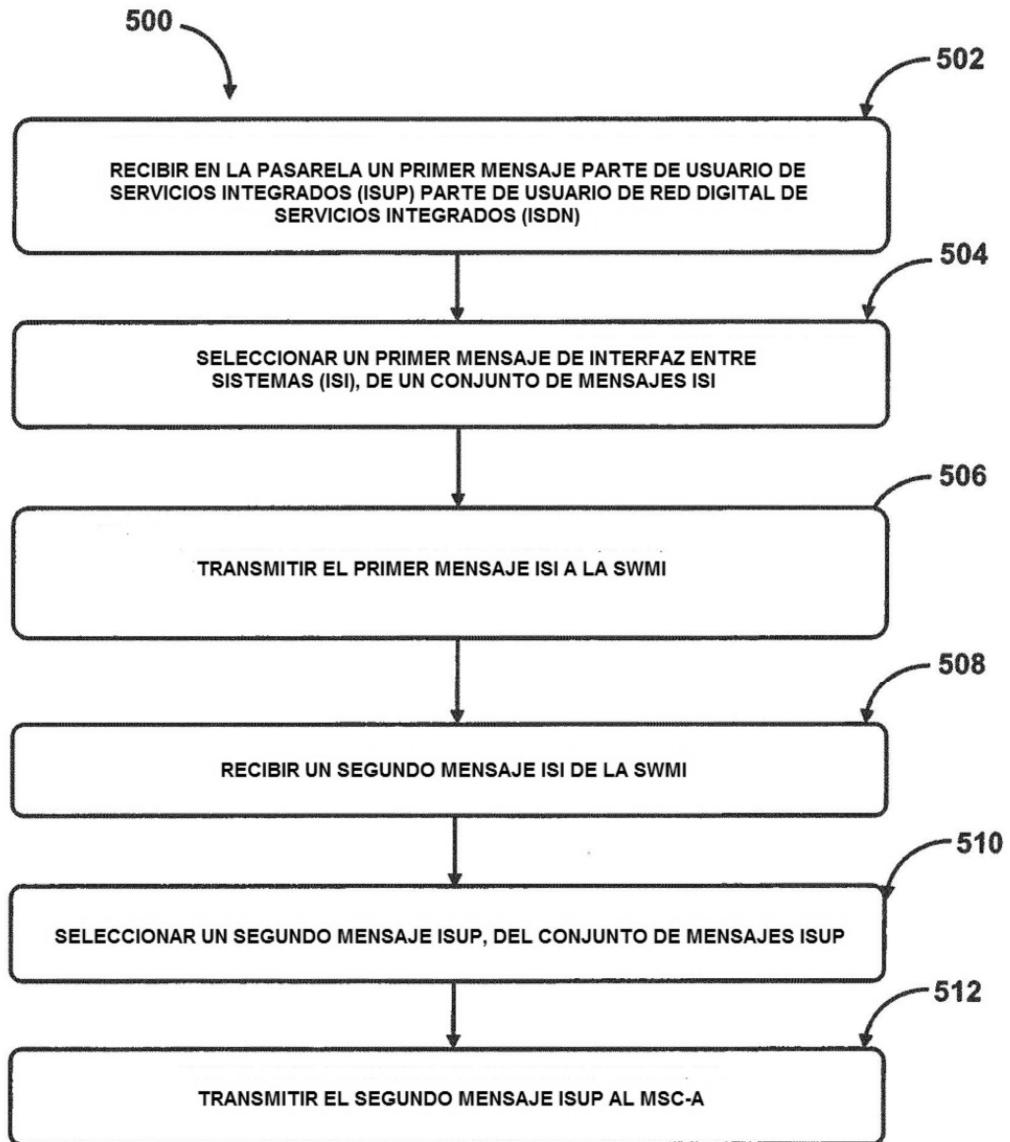 500
502
RECIBIR EN LA PASARELA UN PRIMER MENSAJE PARTE DE USUARIO DE
SERVICIOS INTEGRADOS (ISUP) PARTE DE USUARIO DE RED DIGITAL DE
SERVICIOS INTEGRADOS (ISDN)
504
SELECCIONAR UN PRIMER MENSAJE DE INTERFAZ ENTRE
SISTEMAS (ISI), DE UN CONJUNTO DE MENSAJES ISI
506
TRANSMITIR EL PRIMER MENSAJE ISI A LA SWMI
508
RECIBIR UN SEGUNDO MENSAJE ISI DE LA SWMI
510
SELECCIONAR UN SEGUNDO MENSAJE ISUP, DEL CONJUNTO DE MENSAJES ISUP
512
TRANSMITIR EL SEGUNDO MENSAJE ISUP AL MSC-A